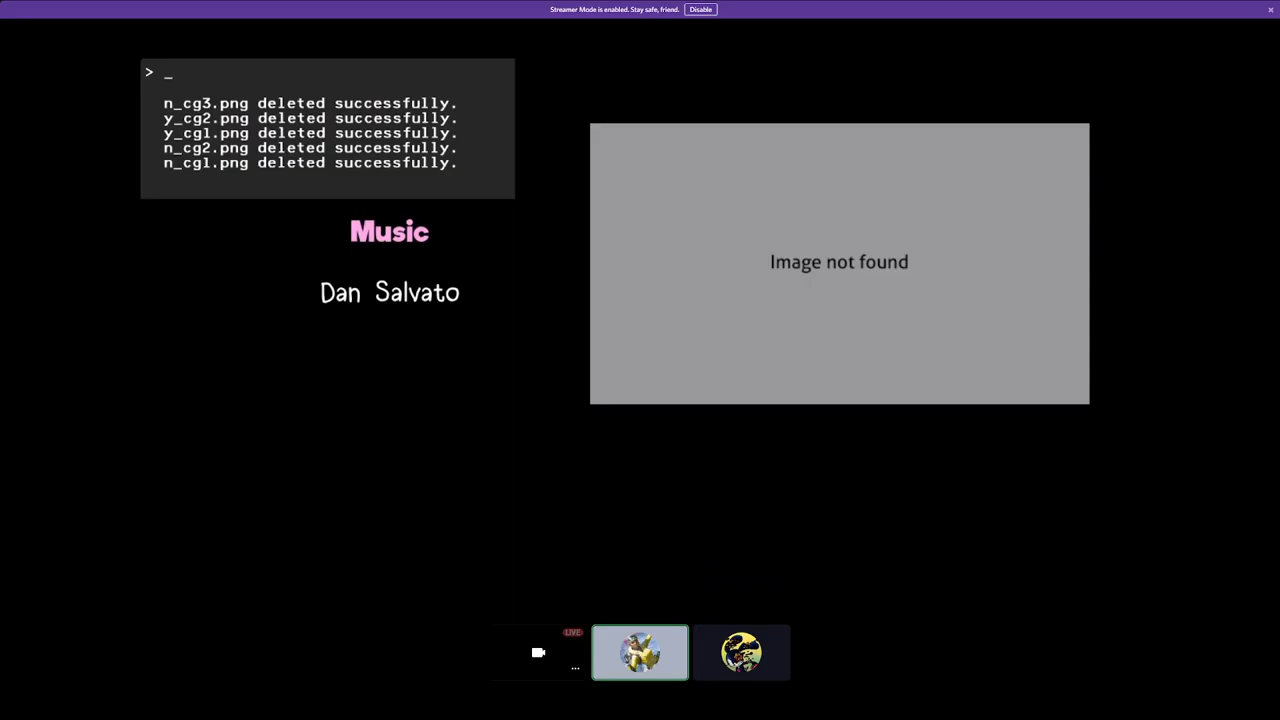 Streamer Mode is enabled. Stay safe, friend. Disable
> _
n_cg3.png deleted successfully.
y_cg2.png deleted successfully.
y_cg1.png deleted successfully.
n_cg2.png deleted successfully.
n_cg1.png deleted successfully.
Music
Dan Salvato
Image not found
LIVE